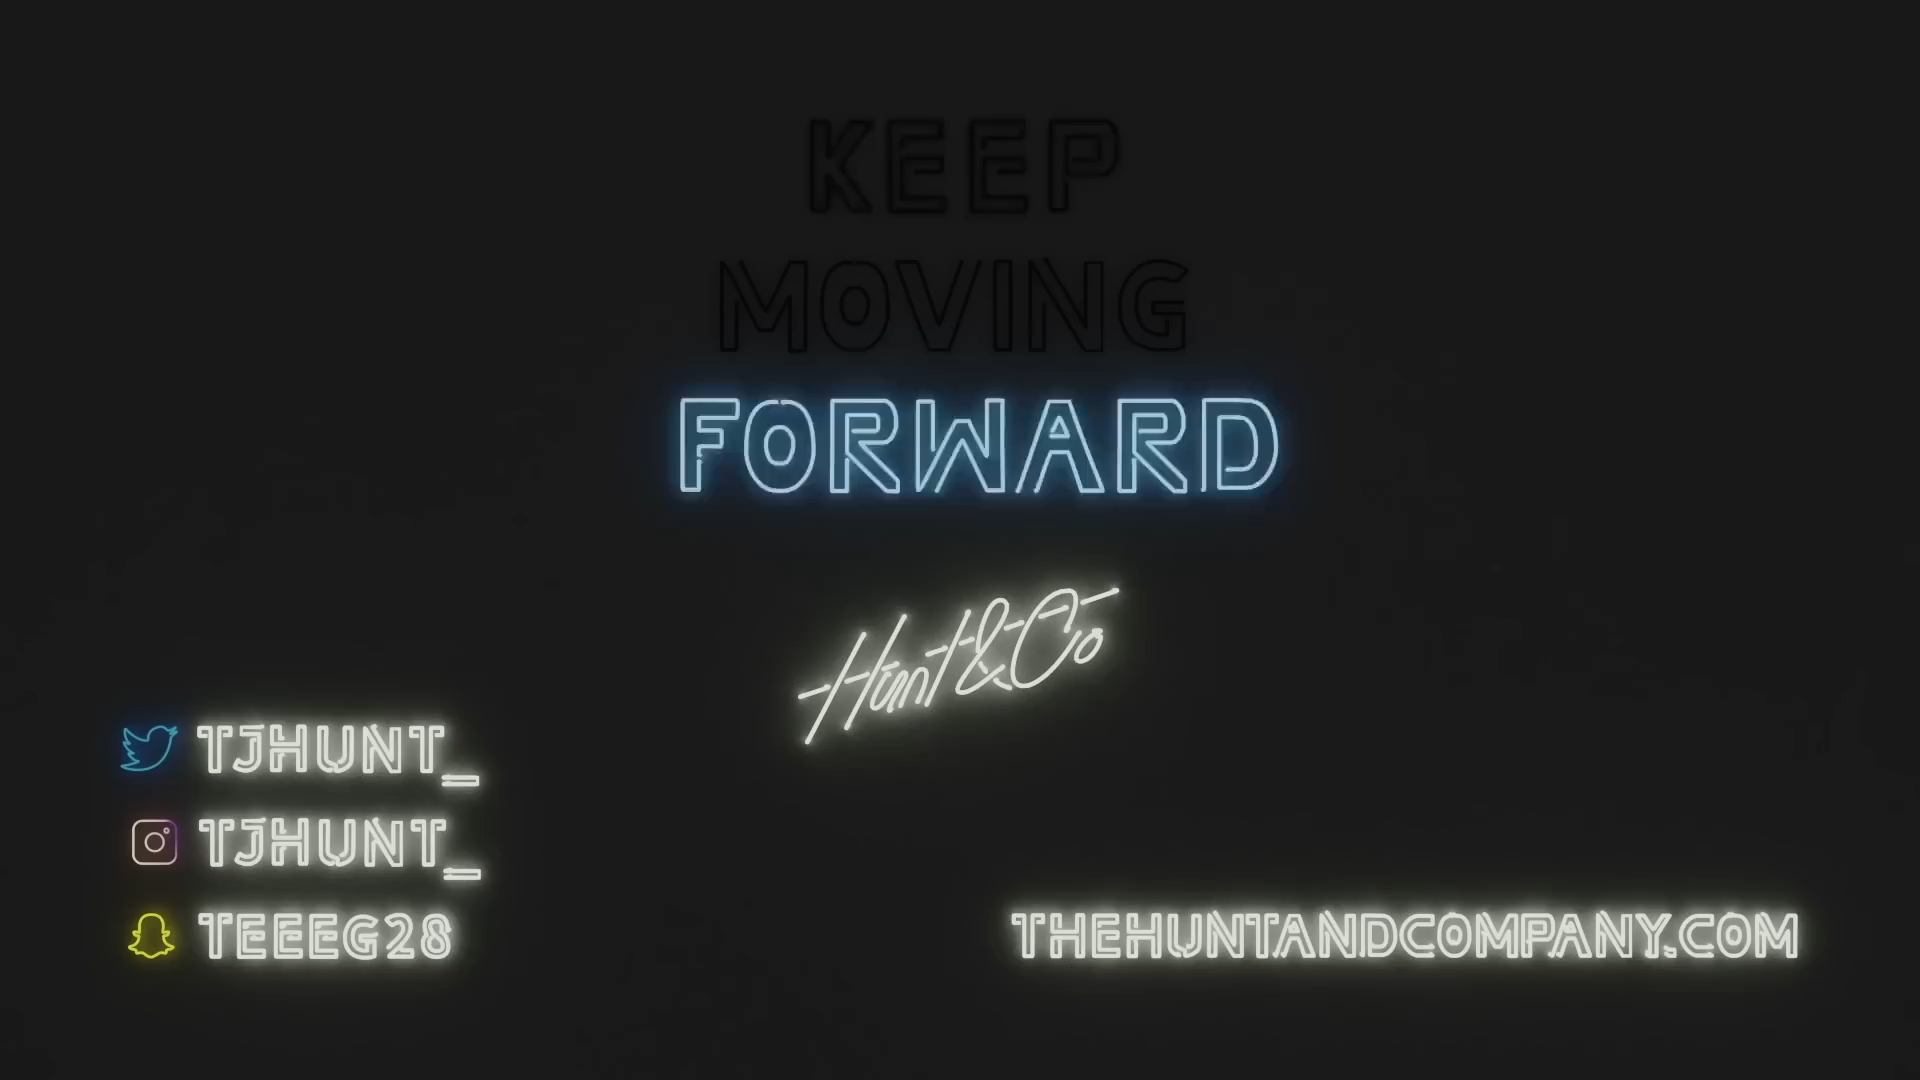 KEEP
MOVING
FORWARD
Hunt&Co
TJHUNT_
TJHUNT_
TEEEG28
THEHUNTANDCOMPANY.COM